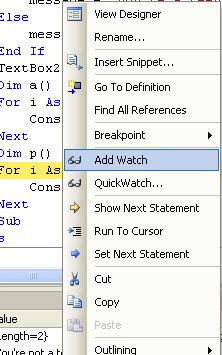 mess
View Designer
Else
Rename...
mess
End If
Insert Snippet...
TextBox2
Dim a()
Go To Definition
For i As
Find All References
Cons
Next
Breakpoint
Dim p()
Add Watch
For i As
QuickWatch...
Cons
Next
Show Next Statement
Sub
Run To Cursor
s
Set Next Statement
Cut
Copy
Paste
alue
ength=2}
Outlining
You're not a t